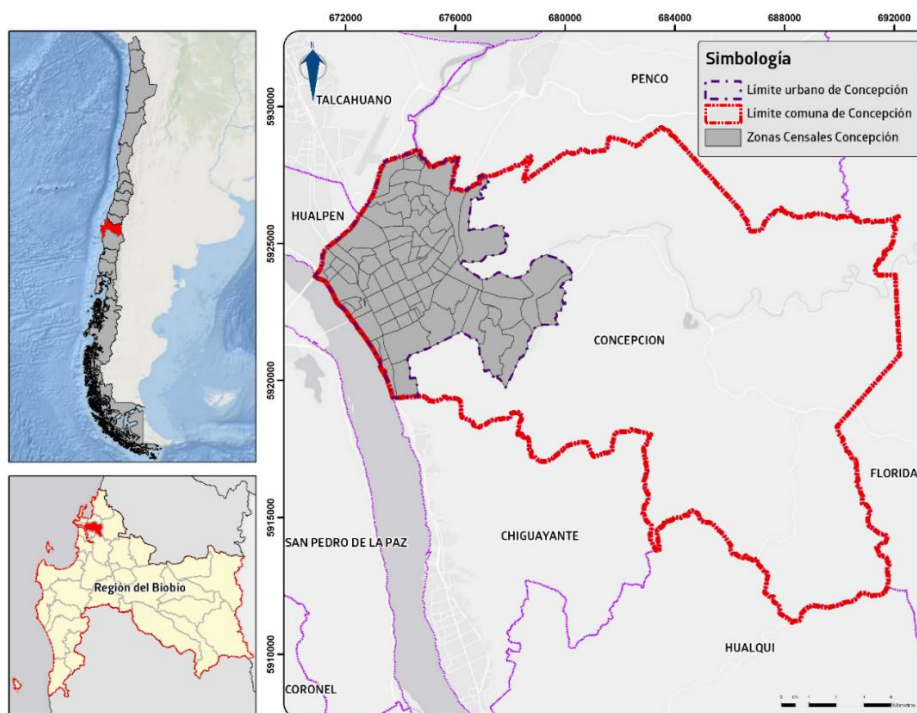 672000 676000 680000 684000 688000 692000
Simbología
Límite urbano de Concepción
Límite comuna de Concepción
Zonas Censales Concepción
PENCO
TALCAHUANO
HUALPEN
CONCEPCION
FLORIDA
SAN PEDRO DE LA PAZ
CHIGUAYANTE
HUALQUI
CORONEL
5930000
5925000
5920000
5915000
5910000
Región del Biobío